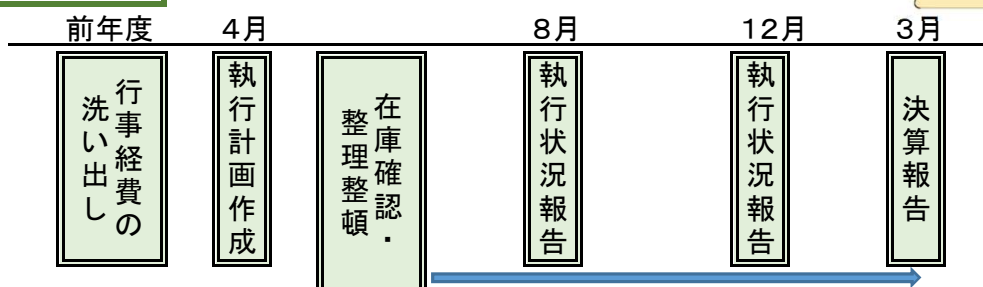 前年度
4月
8月
12月
3月
行事経費の
洗い出し
執行計画作成
在庫確認・
整理整頓
執行状況報告
執行状況報告
決算報告